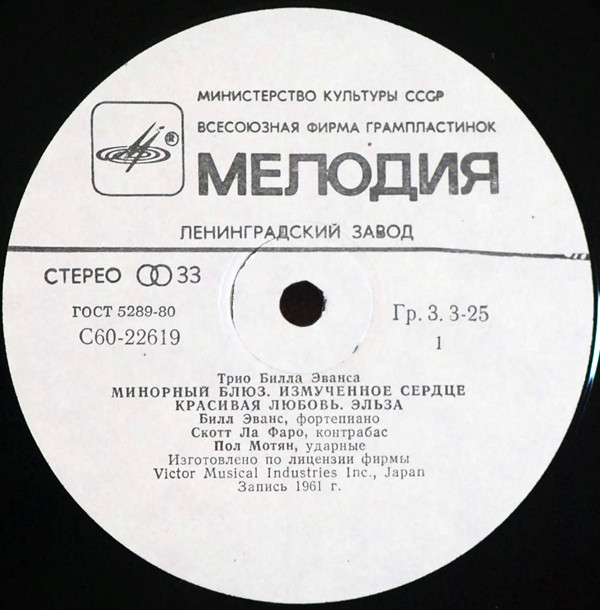 МИНИСТЕРСТВО КУЛЬТУРЫ СССР
ВСЕСОЮЗНАЯ ФИРМА ГРАМПЛАСТИНОК
®
МЕЛОДИЯ
ЛЕНИНГРАДСКИЙ ЗАВОД
СТЕРЕО 33
ГОСТ 5289-80
С60-22619
Гр. 3. 3-25
1
Трио Билла Эванса
МИНОРНЫЙ БЛЮЗ. ИЗМУЧЕННОЕ СЕРДЦЕ
КРАСИВАЯ ЛЮБОВЬ. ЭЛЬЗА
Билл Эванс, фортепиано
Скотт Ла Фаро, контрабас
Пол Мотян, ударные
Изготовлено по лицензии фирмы
Victor Musical Industries Inc., Japan
Запись 1961 г.